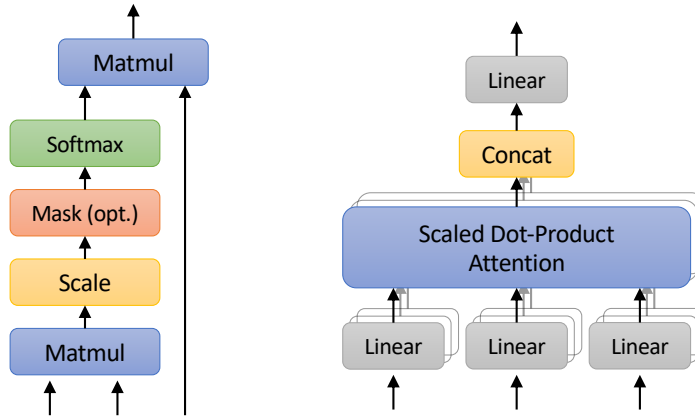 Matmul
Softmax
Mask (opt.)
Scale
Matmul
Linear
Concat
Scaled Dot-Product
Attention
Linear
Linear
Linear